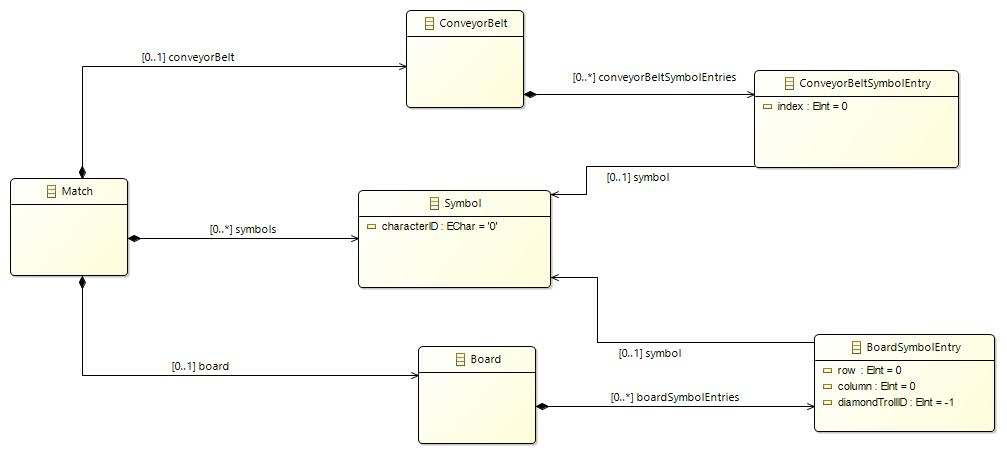 ConveyorBelt
[0..1] conveyorBelt
[0..*] conveyorBeltSymbolEntries
ConveyorBeltSymbolEntry
index : EInt = 0
[0..1] symbol
Match
Symbol
characterID : EChar = '0'
[0..*] symbols
[0..1] symbol
BoardSymbolEntry
row : EInt = 0
column : EInt = 0
diamondTrollID : EInt = -1
Board
[0..1] board
[0..*] boardSymbolEntries